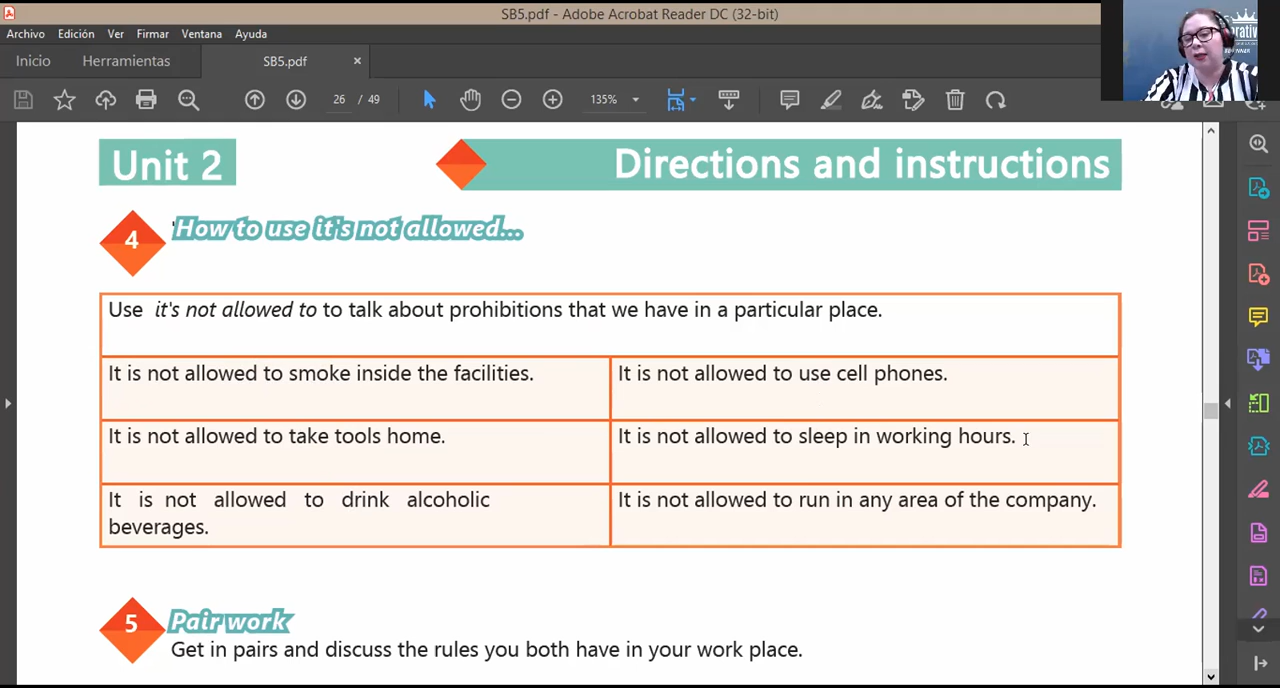 SB5.pdf - Adobe Acrobat Reader DC (32-bit)
Archivo Edición Ver Firmar Ventana Ayuda
Inicio Herramientas SB5.pdf ×
26 / 49 135%
Unit 2 Directions and instructions
4 How to use it's not allowed...
Use it's not allowed to to talk about prohibitions that we have in a particular place.
It is not allowed to smoke inside the facilities. It is not allowed to use cell phones.
It is not allowed to take tools home. It is not allowed to sleep in working hours.
It is not allowed to drink alcoholic
beverages.
It is not allowed to run in any area of the company.
5 Pair work
Get in pairs and discuss the rules you both have in your work place.